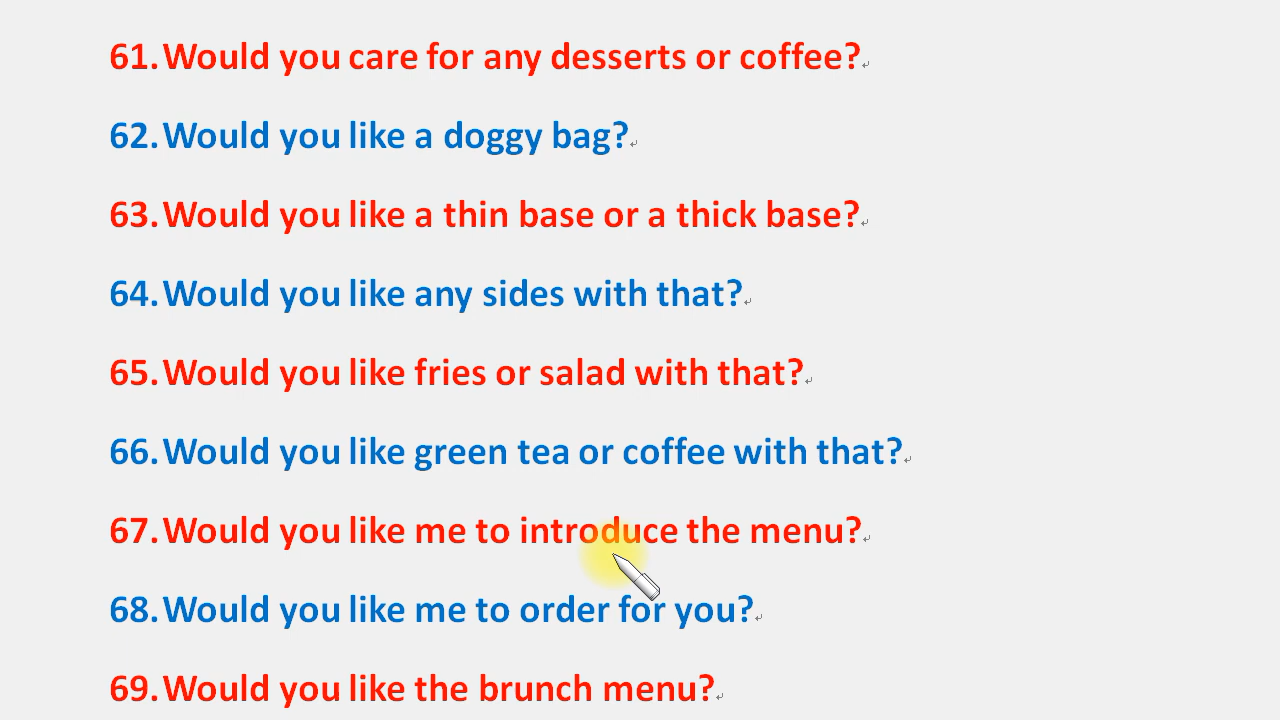 61. Would you care for any desserts or coffee?
62. Would you like a doggy bag?
63. Would you like a thin base or a thick base?
64. Would you like any sides with that?
65. Would you like fries or salad with that?
66. Would you like green tea or coffee with that?
67. Would you like me to introduce the menu?
68. Would you like me to order for you?
69. Would you like the brunch menu?